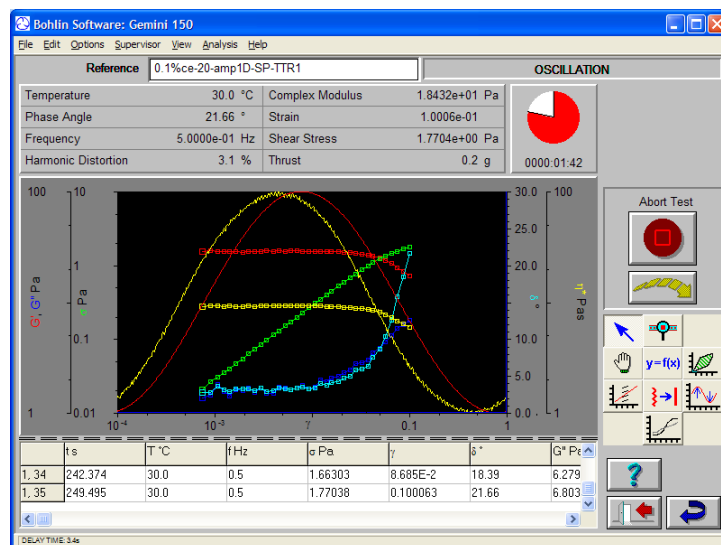 Bohlin Software: Gemini 150
File Edit Options Supervisor View Analysis Help
Reference 0.1%ce-20-amp1D-SP-TTR1 OSCILLATION
Temperature 30.0 °C Complex Modulus 1.8432e+01 Pa
Phase Angle 21.66 ° Strain 1.0006e-01
Frequency 5.0000e-01 Hz Shear Stress 1.7704e+00 Pa
Harmonic Distortion 3.1 % Thrust 0.2 g
0000:01:42
Abort Test
100 10 30.0 100
25.0
1 20.0
G', G" Pa σ Pa 15.0 δ° η* Pas
0.1 10.0
5.0
1 0.01 0.0 1
10-4 10-3 γ 0.1 1
y=f(x)
t s T °C f Hz σ Pa γ δ ° G" Pa
1, 34 242.374 30.0 0.5 1.66303 8.685E-2 18.39 6.279
1, 35 249.495 30.0 0.5 1.77038 0.100063 21.66 6.803
?
DELAY TIME: 3.4s